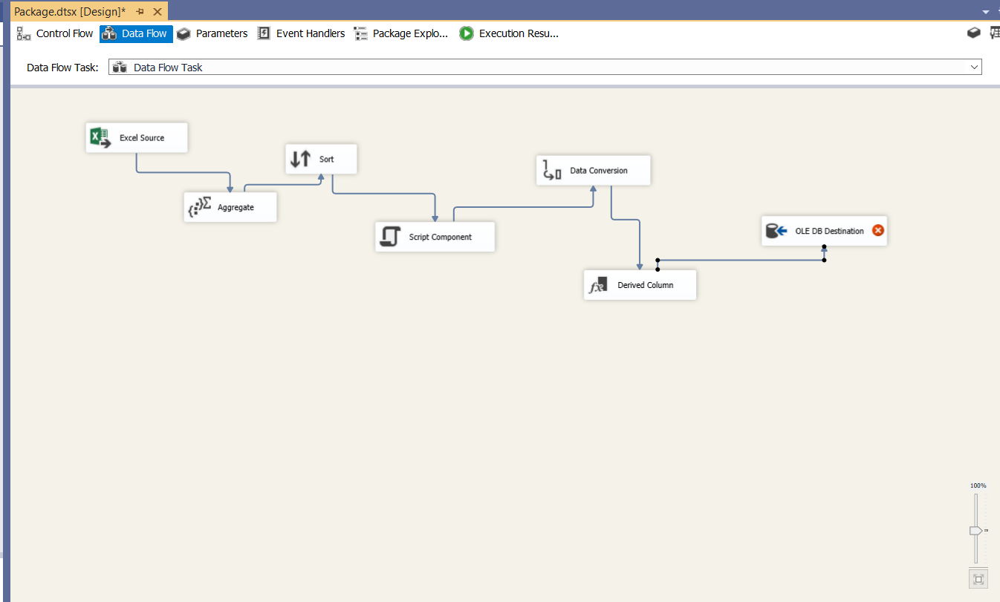 Package.dtsx [Design]*
Control Flow Data Flow Parameters Event Handlers Package Explo... Execution Resu...
Data Flow Task: Data Flow Task
Excel Source
Sort
Aggregate
Script Component
Data Conversion
OLE DB Destination
Derived Column
100%